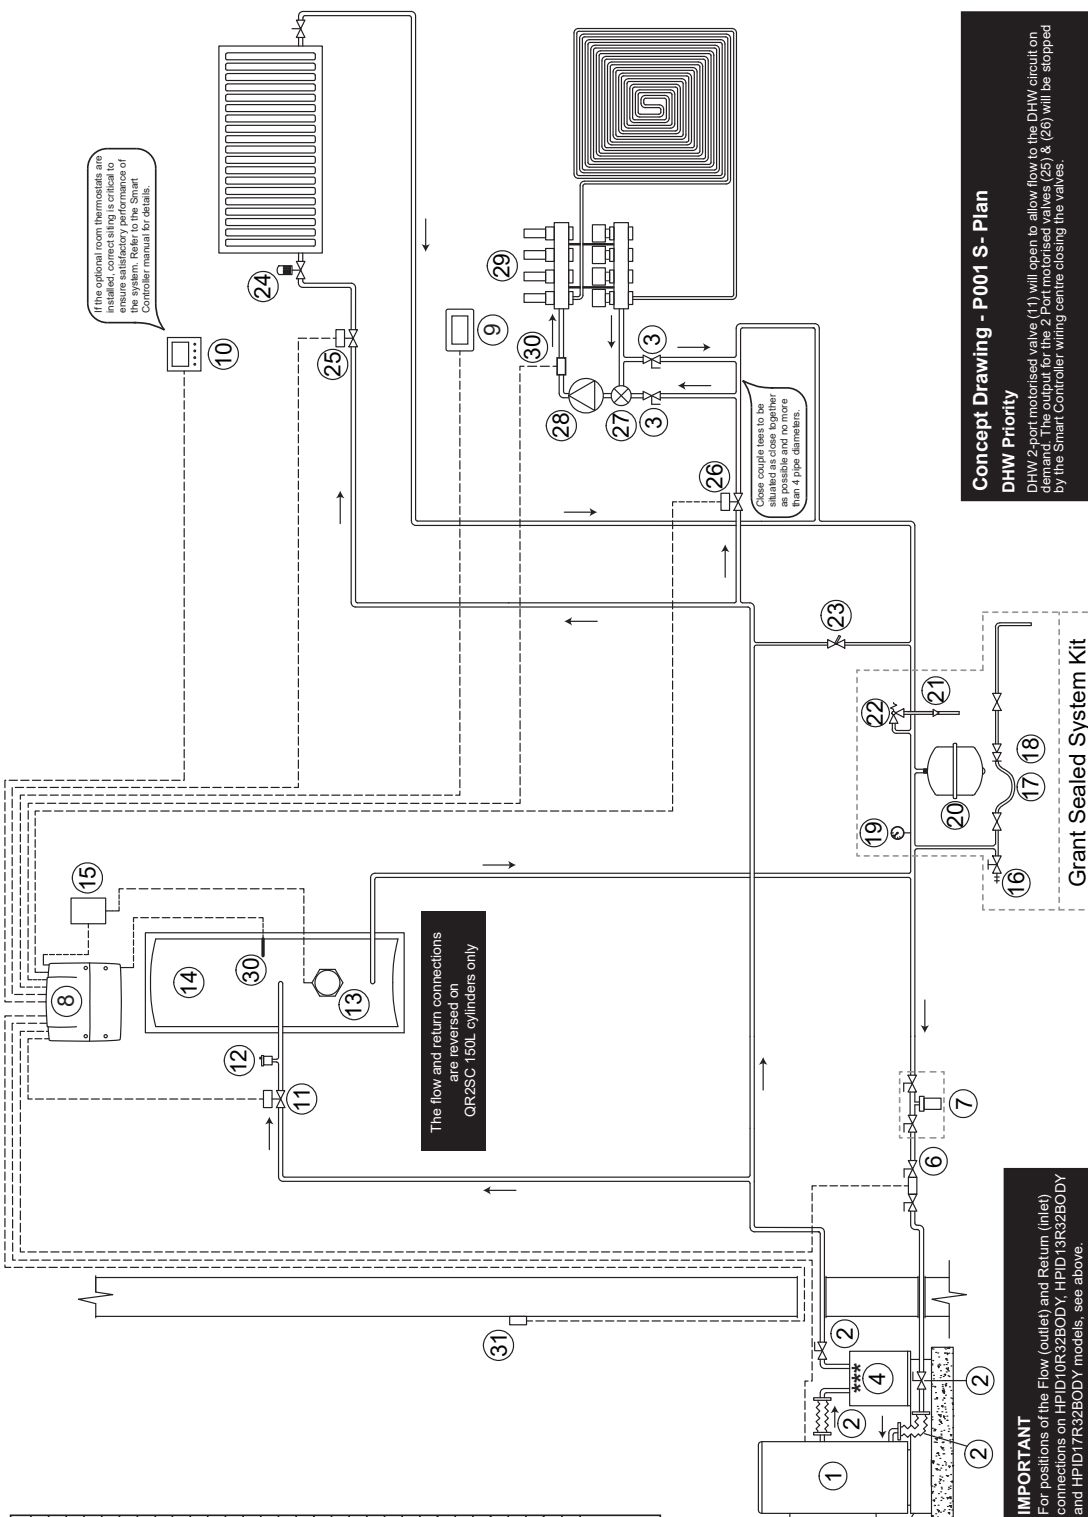 If the optional room thermostats are
installed, correct siting is critical to
ensure satisfactory performance of
the system. Refer to the Smart
Controller manual for details.
10
24
25
9
29
30
28
27
3
3
26
Close couple tees to be
situated as close together
as possible and no more
than 4 pipe diameters.
Concept Drawing - P001 S- Plan
DHW Priority
DHW 2-port motorised valve (11) will open to allow flow to the DHW circuit on
demand. The output for the 2 Port motorised valves (25) & (26) will be stopped
by the Smart Controller wiring centre closing the valves.
8
15
14
30
13
12
11
The flow and return connections
are reversed on
QR2SC 150L cylinders only
23
22
21
20
19
18
17
16
Grant Sealed System Kit
7
6
31
2
4
2
2
2
1
IMPORTANT
For positions of the Flow (outlet) and Return (inlet)
connections on HPID10R32BODY, HPID13R32BODY
and HPID17R32BODY models, see above.